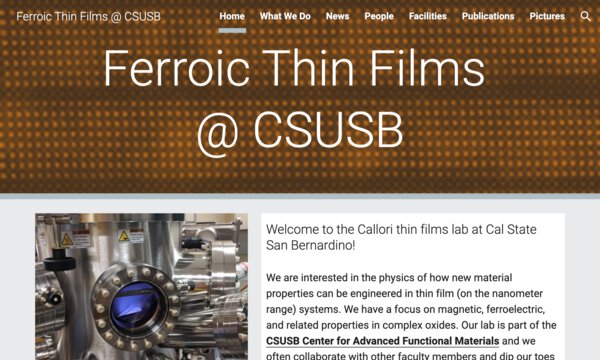 Ferroic Thin Films @ CSUSB
Home What We Do News People Facilities Publications Pictures
Ferroic Thin Films
@ CSUSB
Welcome to the Callori thin films lab at Cal State
San Bernardino!
We are interested in the physics of how new material
properties can be engineered in thin film (on the nanometer
range) systems. We have a focus on magnetic, ferroelectric,
and related properties in complex oxides. Our lab is part of the
CSUSB Center for Advanced Functional Materials and we
often collaborate with other faculty members and dip our toes